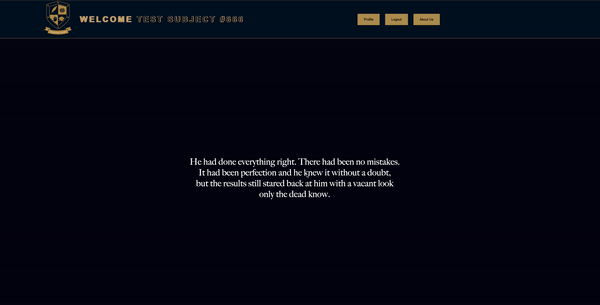 WELCOME TEST SUBJECT #666
Profile
Logout
About Us
He had done everything right. There had been no mistakes.
It had been perfection and he knew it without a doubt,
but the results still stared back at him with a vacant look
only the dead know.